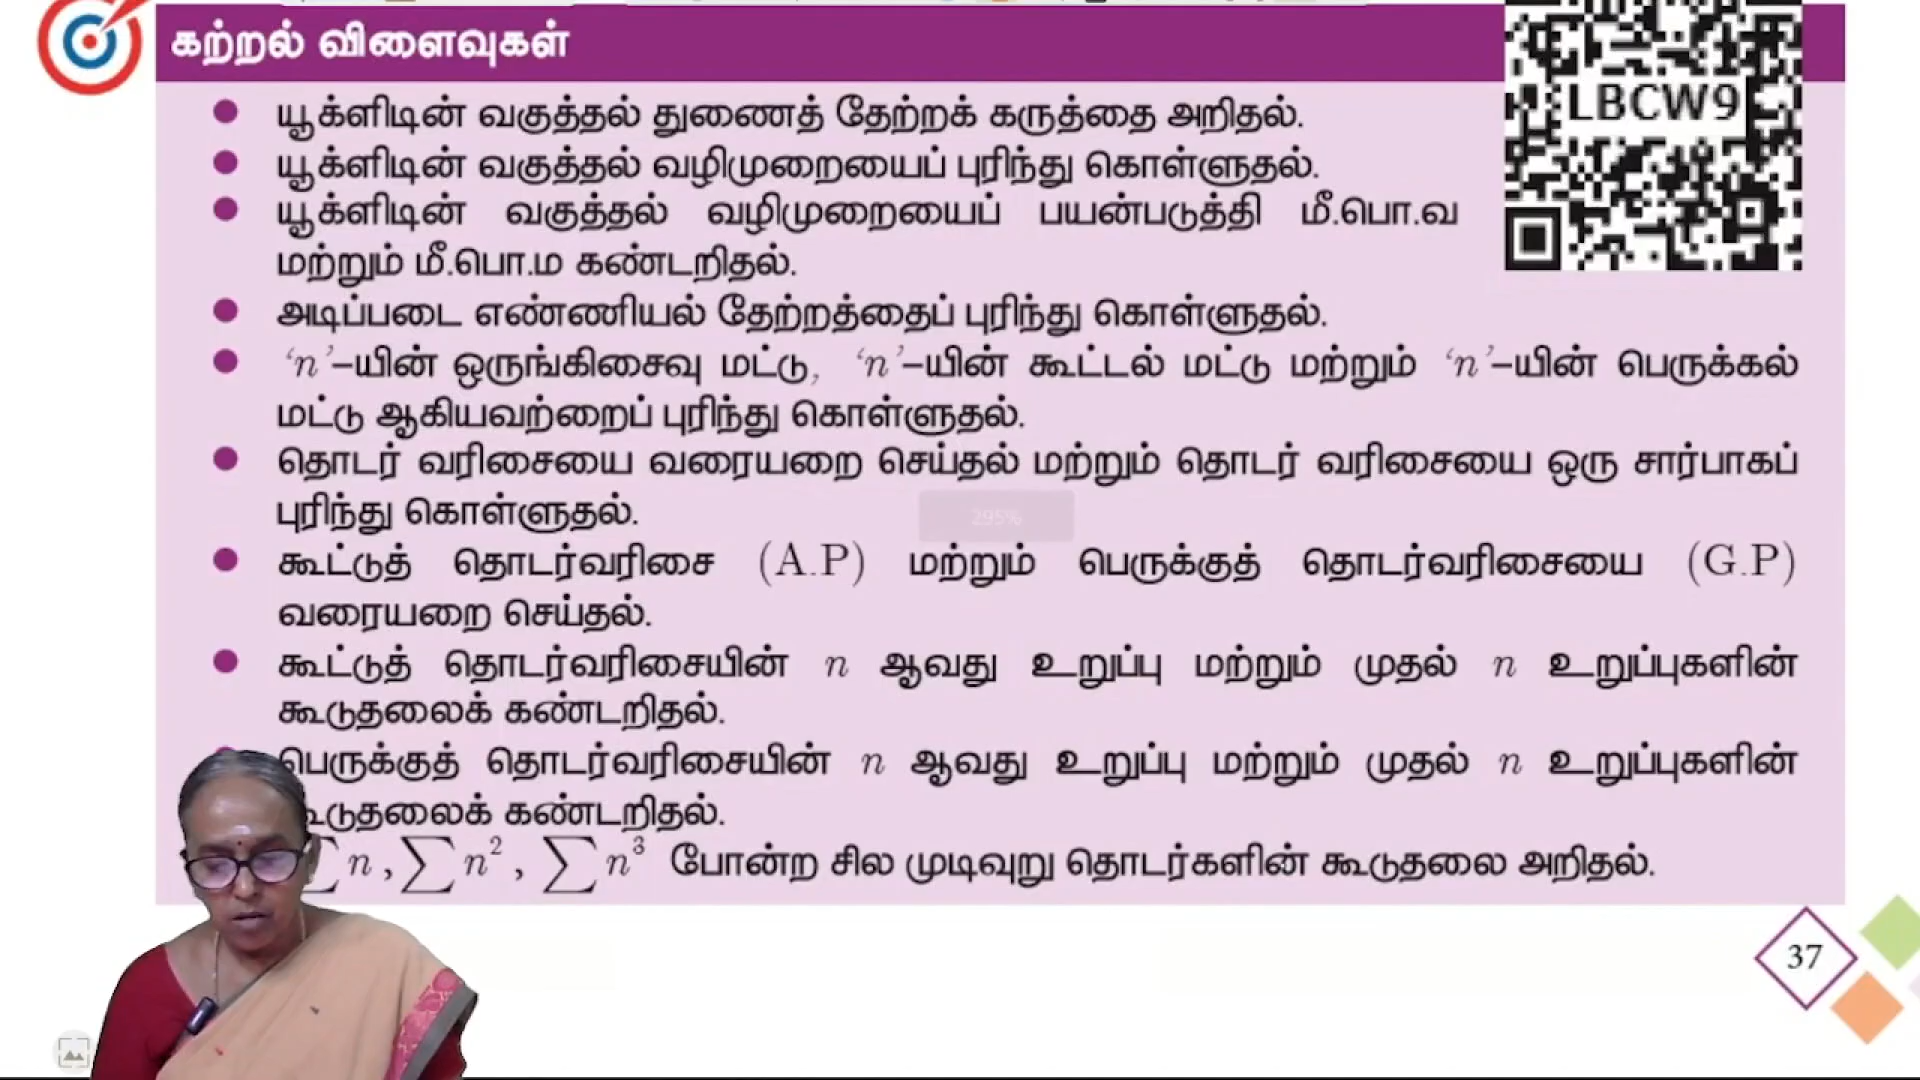 கற்றல் விளைவுகள்
LBCW9
● யூக்ளிடின் வகுத்தல் துணைத் தேற்றக் கருத்தை அறிதல்.
● யூக்ளிடின் வகுத்தல் வழிமுறையைப் புரிந்து கொள்ளுதல்.
● யூக்ளிடின் வகுத்தல் வழிமுறையைப் பயன்படுத்தி மீ.பொ.வ
மற்றும் மீ.பொ.ம கண்டறிதல்.
● அடிப்படை எண்ணியல் தேற்றத்தைப் புரிந்து கொள்ளுதல்.
● ‘n’–யின் ஒருங்கிசைவு மட்டு, ‘n’–யின் கூட்டல் மட்டு மற்றும் ‘n’–யின் பெருக்கல்
மட்டு ஆகியவற்றைப் புரிந்து கொள்ளுதல்.
● தொடர் வரிசையை வரையறை செய்தல் மற்றும் தொடர் வரிசையை ஒரு சார்பாகப்
புரிந்து கொள்ளுதல்.
295%
● கூட்டுத் தொடர்வரிசை (A.P) மற்றும் பெருக்குத் தொடர்வரிசையை (G.P)
வரையறை செய்தல்.
● கூட்டுத் தொடர்வரிசையின் n ஆவது உறுப்பு மற்றும் முதல் n உறுப்புகளின்
கூடுதலைக் கண்டறிதல்.
பெருக்குத் தொடர்வரிசையின் n ஆவது உறுப்பு மற்றும் முதல் n உறுப்புகளின்
கூடுதலைக் கண்டறிதல்.
∑n, ∑n², ∑n³ போன்ற சில முடிவுறு தொடர்களின் கூடுதலை அறிதல்.
37